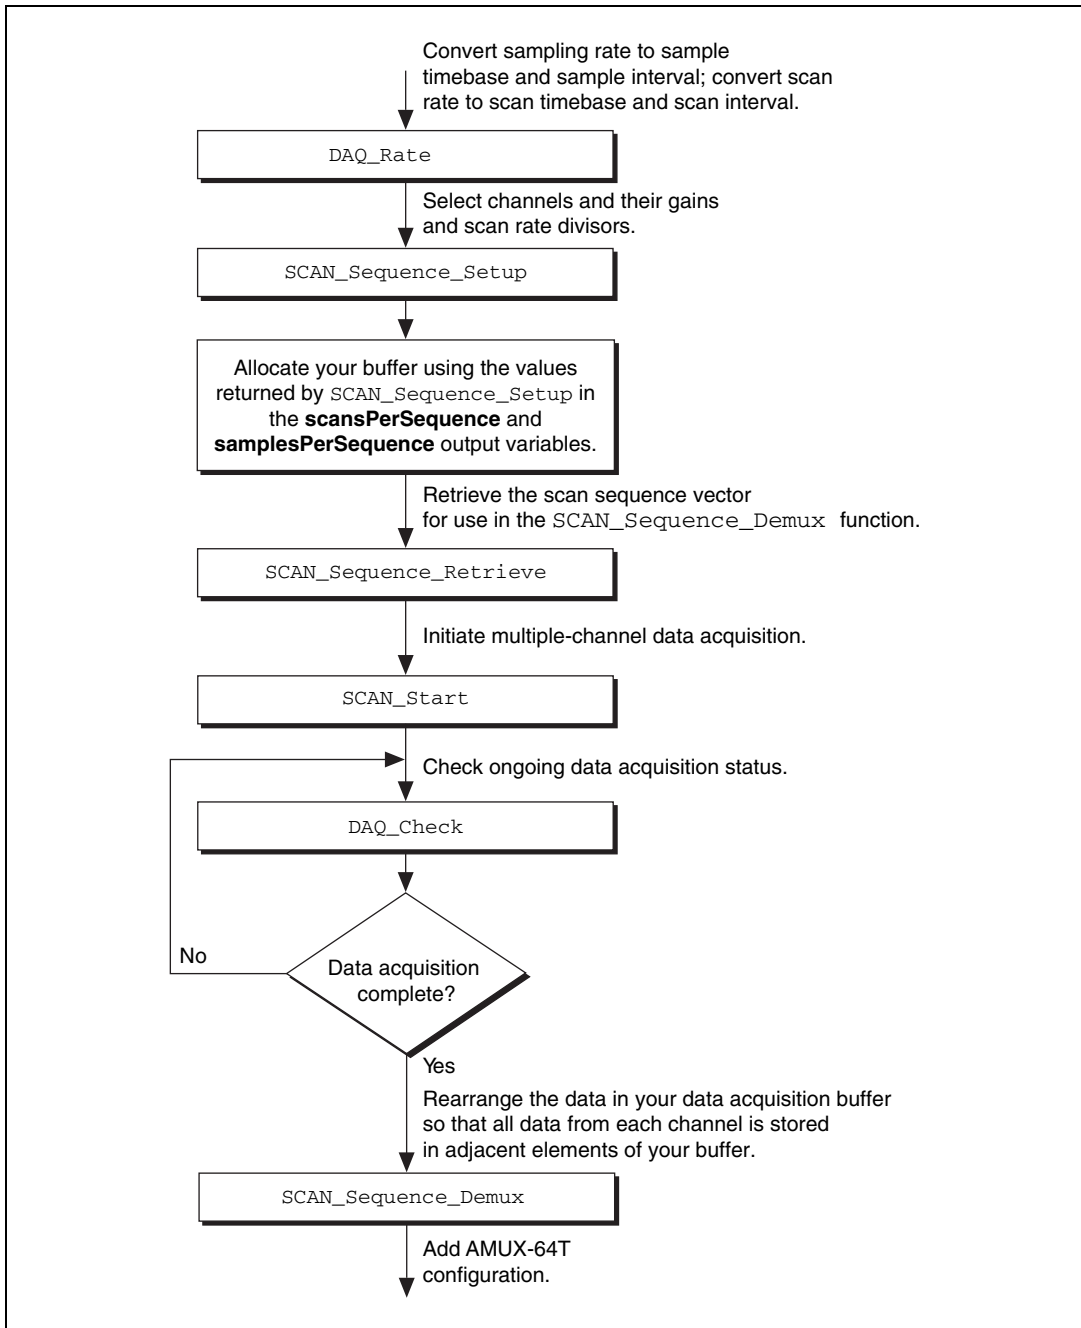 Convert sampling rate to sample
timebase and sample interval; convert scan
rate to scan timebase and scan interval.
DAQ_Rate
Select channels and their gains
and scan rate divisors.
SCAN_Sequence_Setup
Allocate your buffer using the values
returned by SCAN_Sequence_Setup in
the scansPerSequence and
samplesPerSequence output variables.
Retrieve the scan sequence vector
for use in the SCAN_Sequence_Demux function.
SCAN_Sequence_Retrieve
Initiate multiple-channel data acquisition.
SCAN_Start
Check ongoing data acquisition status.
DAQ_Check
No
Data acquisition
complete?
Yes
Rearrange the data in your data acquisition buffer
so that all data from each channel is stored
in adjacent elements of your buffer.
SCAN_Sequence_Demux
Add AMUX-64T
configuration.